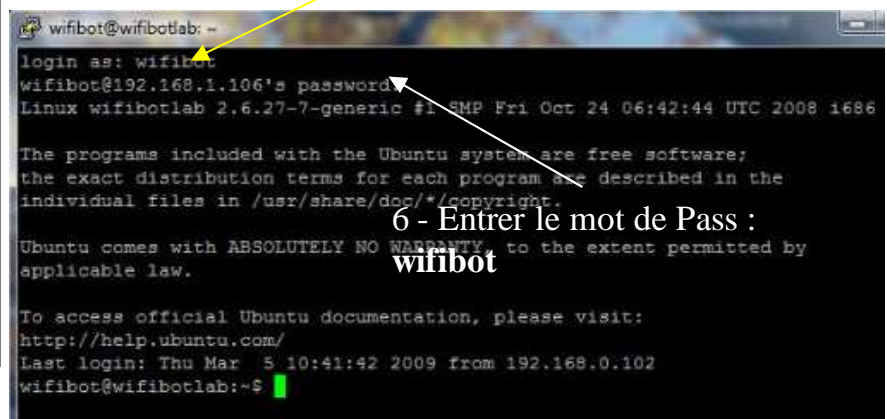 wifibot@wifibotlab: ~
login as: wifibot
wifibot@192.168.1.106's password:
Linux wifibotlab 2.6.27-7-generic #1 SMP Fri Oct 24 06:42:44 UTC 2008 i686
The programs included with the Ubuntu system are free software;
the exact distribution terms for each program are described in the
individual files in /usr/share/doc/*/copyright.
6 - Entrer le mot de Pass :
wifibot
Ubuntu comes with ABSOLUTELY NO WARRANTY, to the extent permitted by
applicable law.
To access official Ubuntu documentation, please visit:
http://help.ubuntu.com/
Last login: Thu Mar  5 10:41:42 2009 from 192.168.0.102
wifibot@wifibotlab:~$